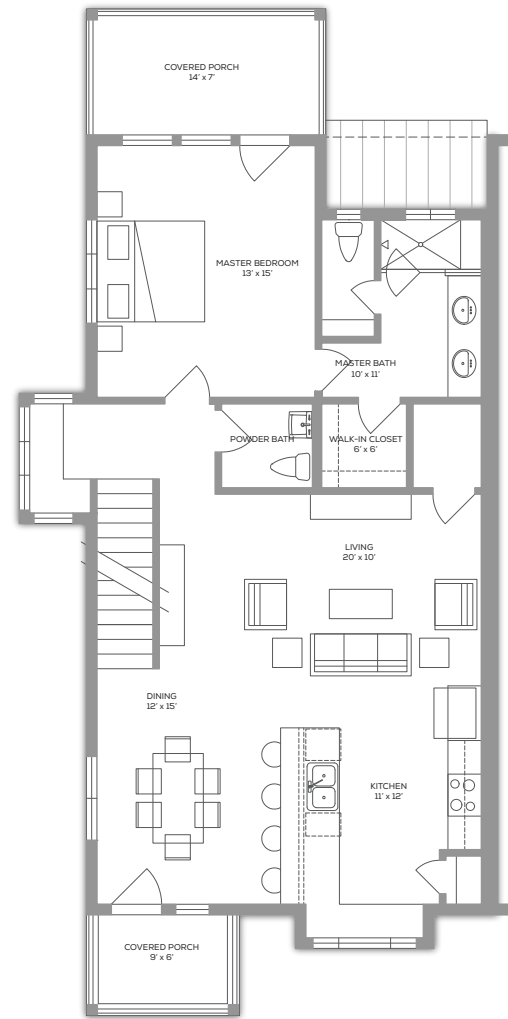 COVERED PORCH
14' x 7'
MASTER BEDROOM
13' x 15'
MASTER BATH
10' x 11'
POWDER BATH
WALK-IN CLOSET
6' x 6'
LIVING
20' x 10'
DINING
12' x 15'
KITCHEN
11' x 12'
COVERED PORCH
9' x 6'